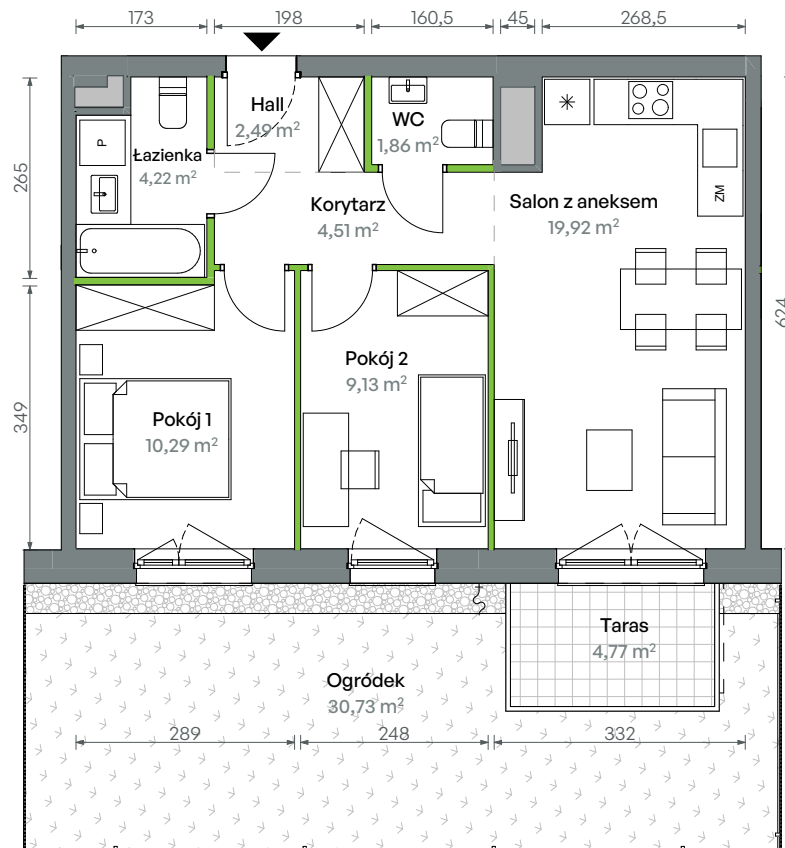 173 198 160,5 45 268,5
Hall
2,49 m²
WC
1,86 m²
P
Łazienka
4,22 m²
265
Korytarz
4,51 m²
Salon z aneksem
19,92 m²
ZM
624
Pokój 2
9,13 m²
349
Pokój 1
10,29 m²
Taras
4,77 m²
Ogródek
30,73 m²
289 248 332